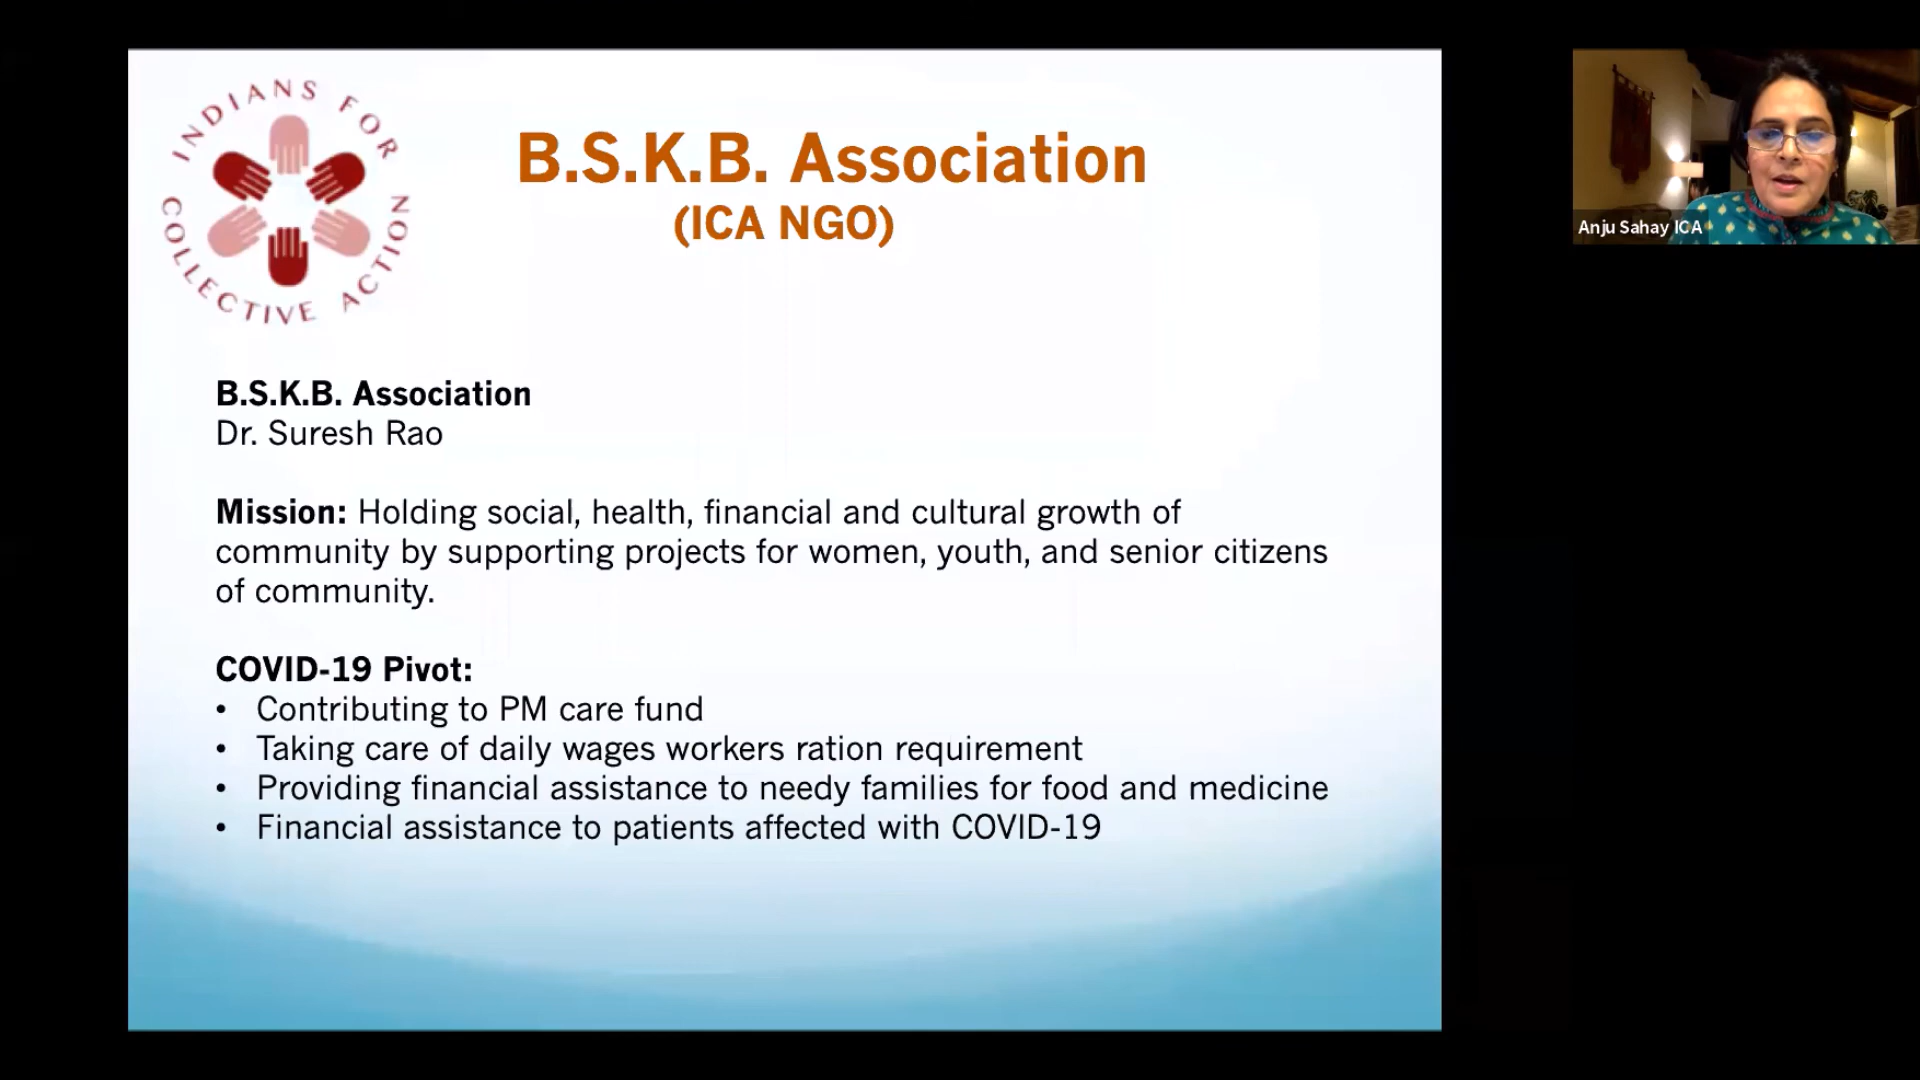 INDIANS FOR
COLLECTIVE ACTION
B.S.K.B. Association
(ICA NGO)
Anju Sahay ICA
B.S.K.B. Association
Dr. Suresh Rao
Mission: Holding social, health, financial and cultural growth of
community by supporting projects for women, youth, and senior citizens
of community.
COVID-19 Pivot:
• Contributing to PM care fund
• Taking care of daily wages workers ration requirement
• Providing financial assistance to needy families for food and medicine
• Financial assistance to patients affected with COVID-19